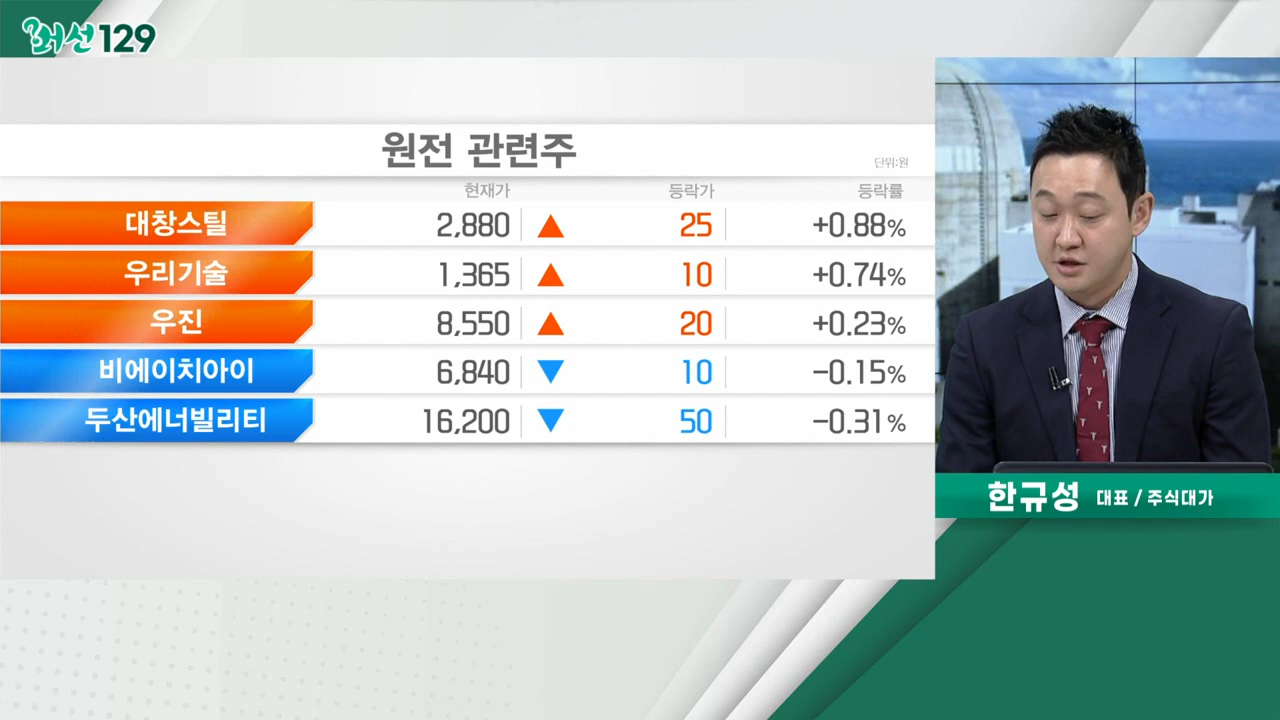 머선129
원전 관련주
단위:원
현재가 등락가 등락률
대창스틸 2,880 ▲ 25 +0.88%
우리기술 1,365 ▲ 10 +0.74%
우진 8,550 ▲ 20 +0.23%
비에이치아이 6,840 ▼ 10 -0.15%
두산에너빌리티 16,200 ▼ 50 -0.31%
한규성 대표 / 주식대가